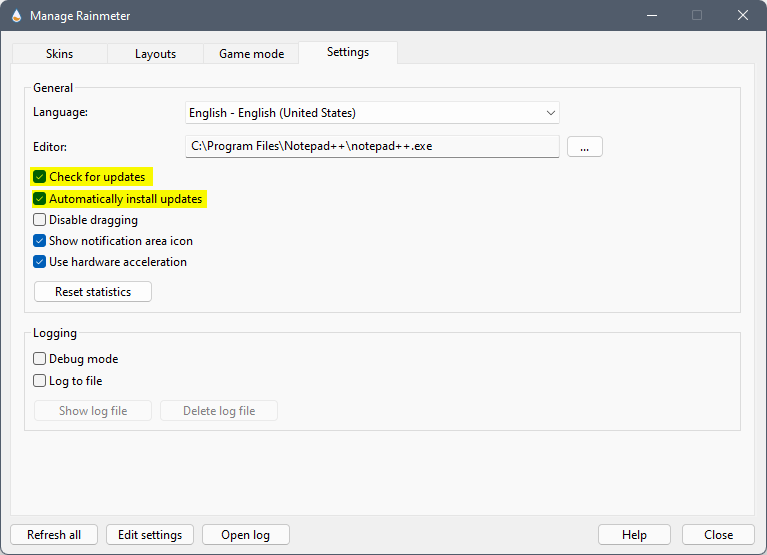 Manage Rainmeter
Skins Layouts Game mode Settings
General
Language: English - English (United States)
Editor: C:\Program Files\Notepad++\notepad++.exe ...
Check for updates
Automatically install updates
Disable dragging
Show notification area icon
Use hardware acceleration
Reset statistics
Logging
Debug mode
Log to file
Show log file Delete log file
Refresh all Edit settings Open log Help Close